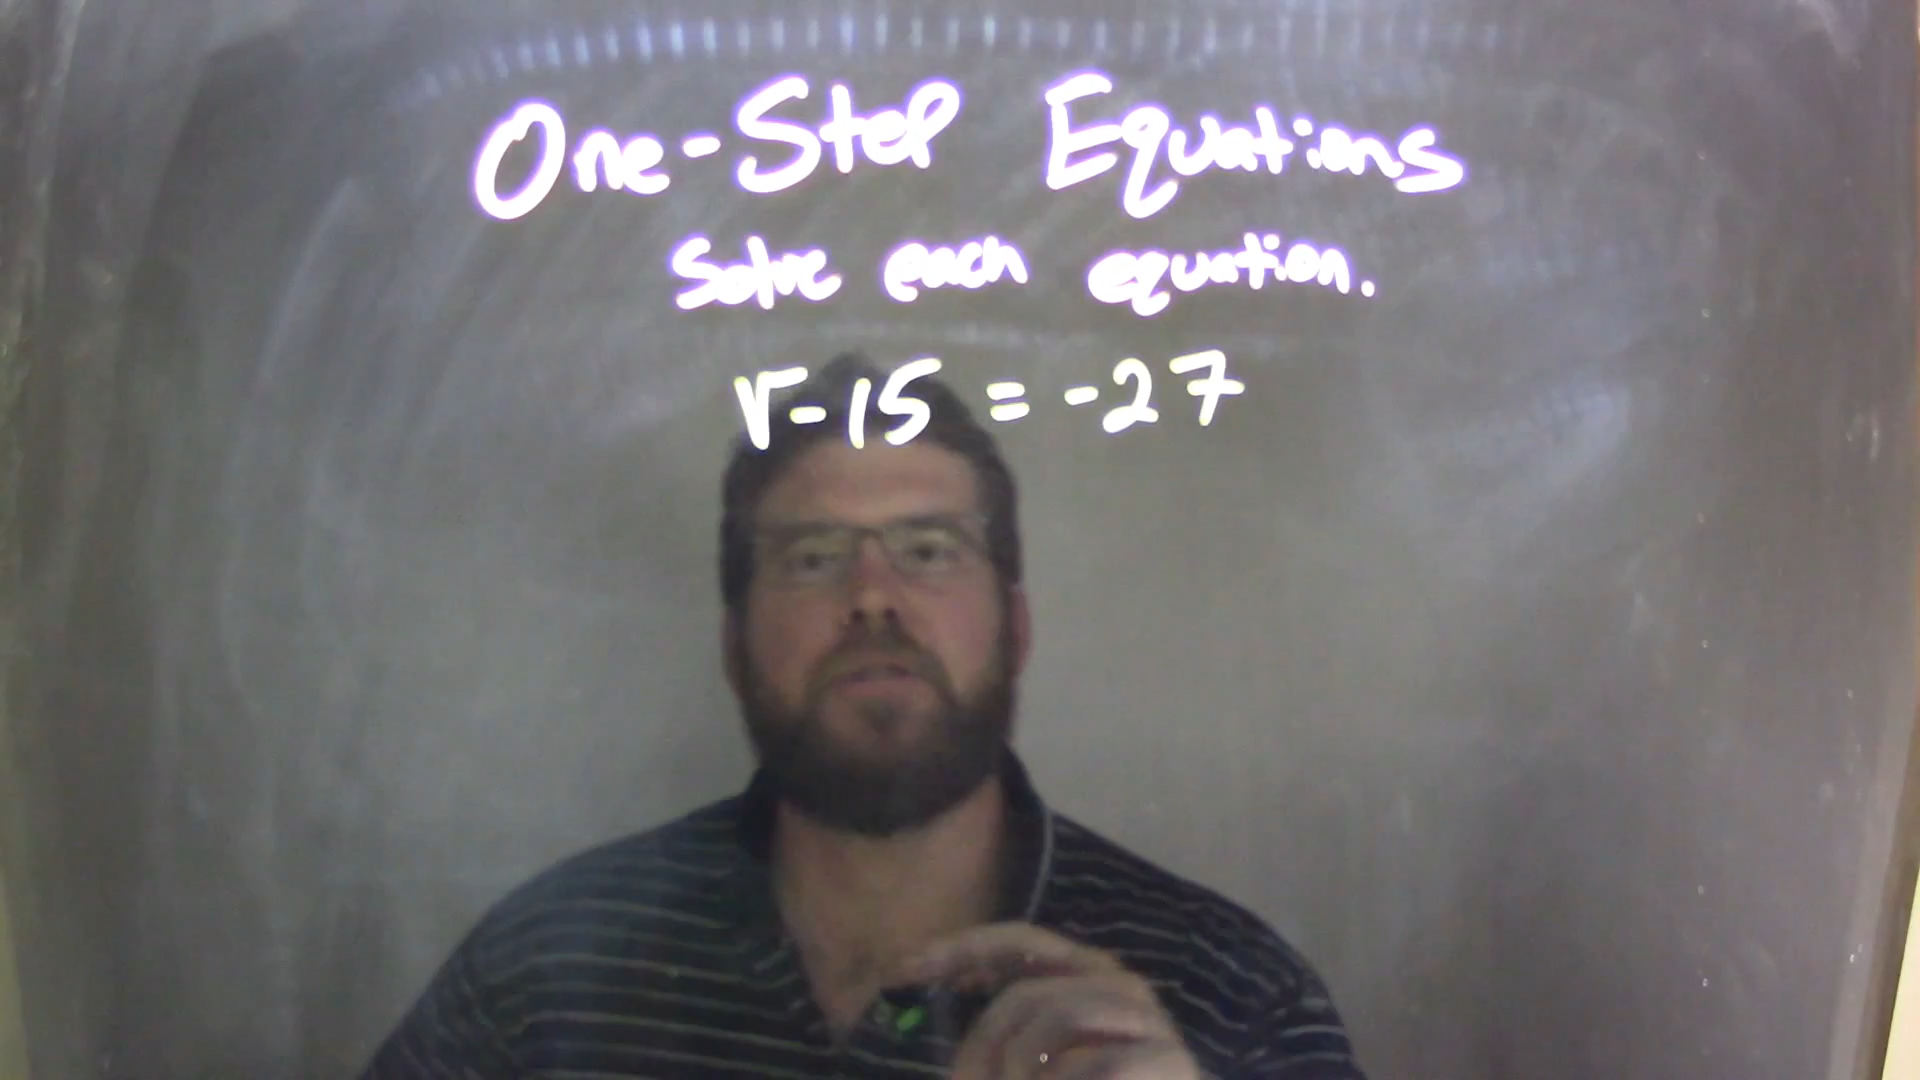 One-Step Equations
Solve each equation.
r-15 = -27